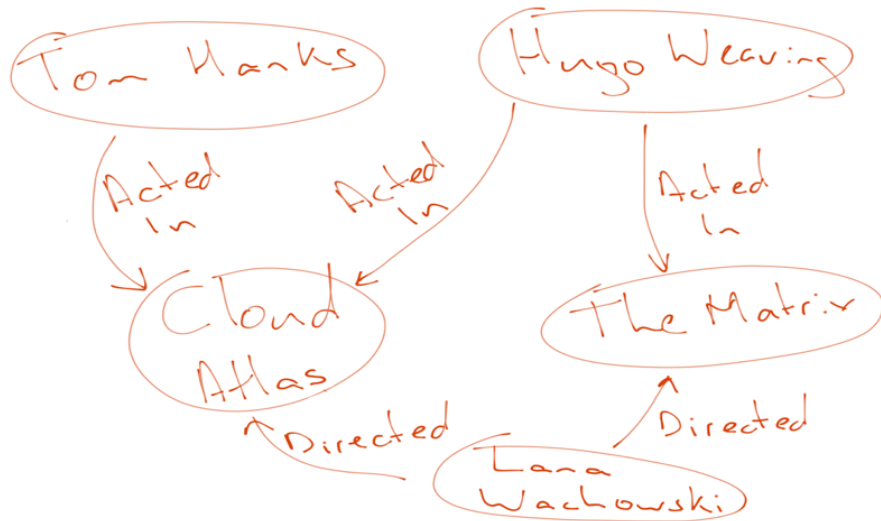 Tom Hanks
Hugo Weaving
Acted
In
Acted
In
Acted
In
Cloud
Atlas
The Matrix
Directed
Directed
Lana
Wachowski